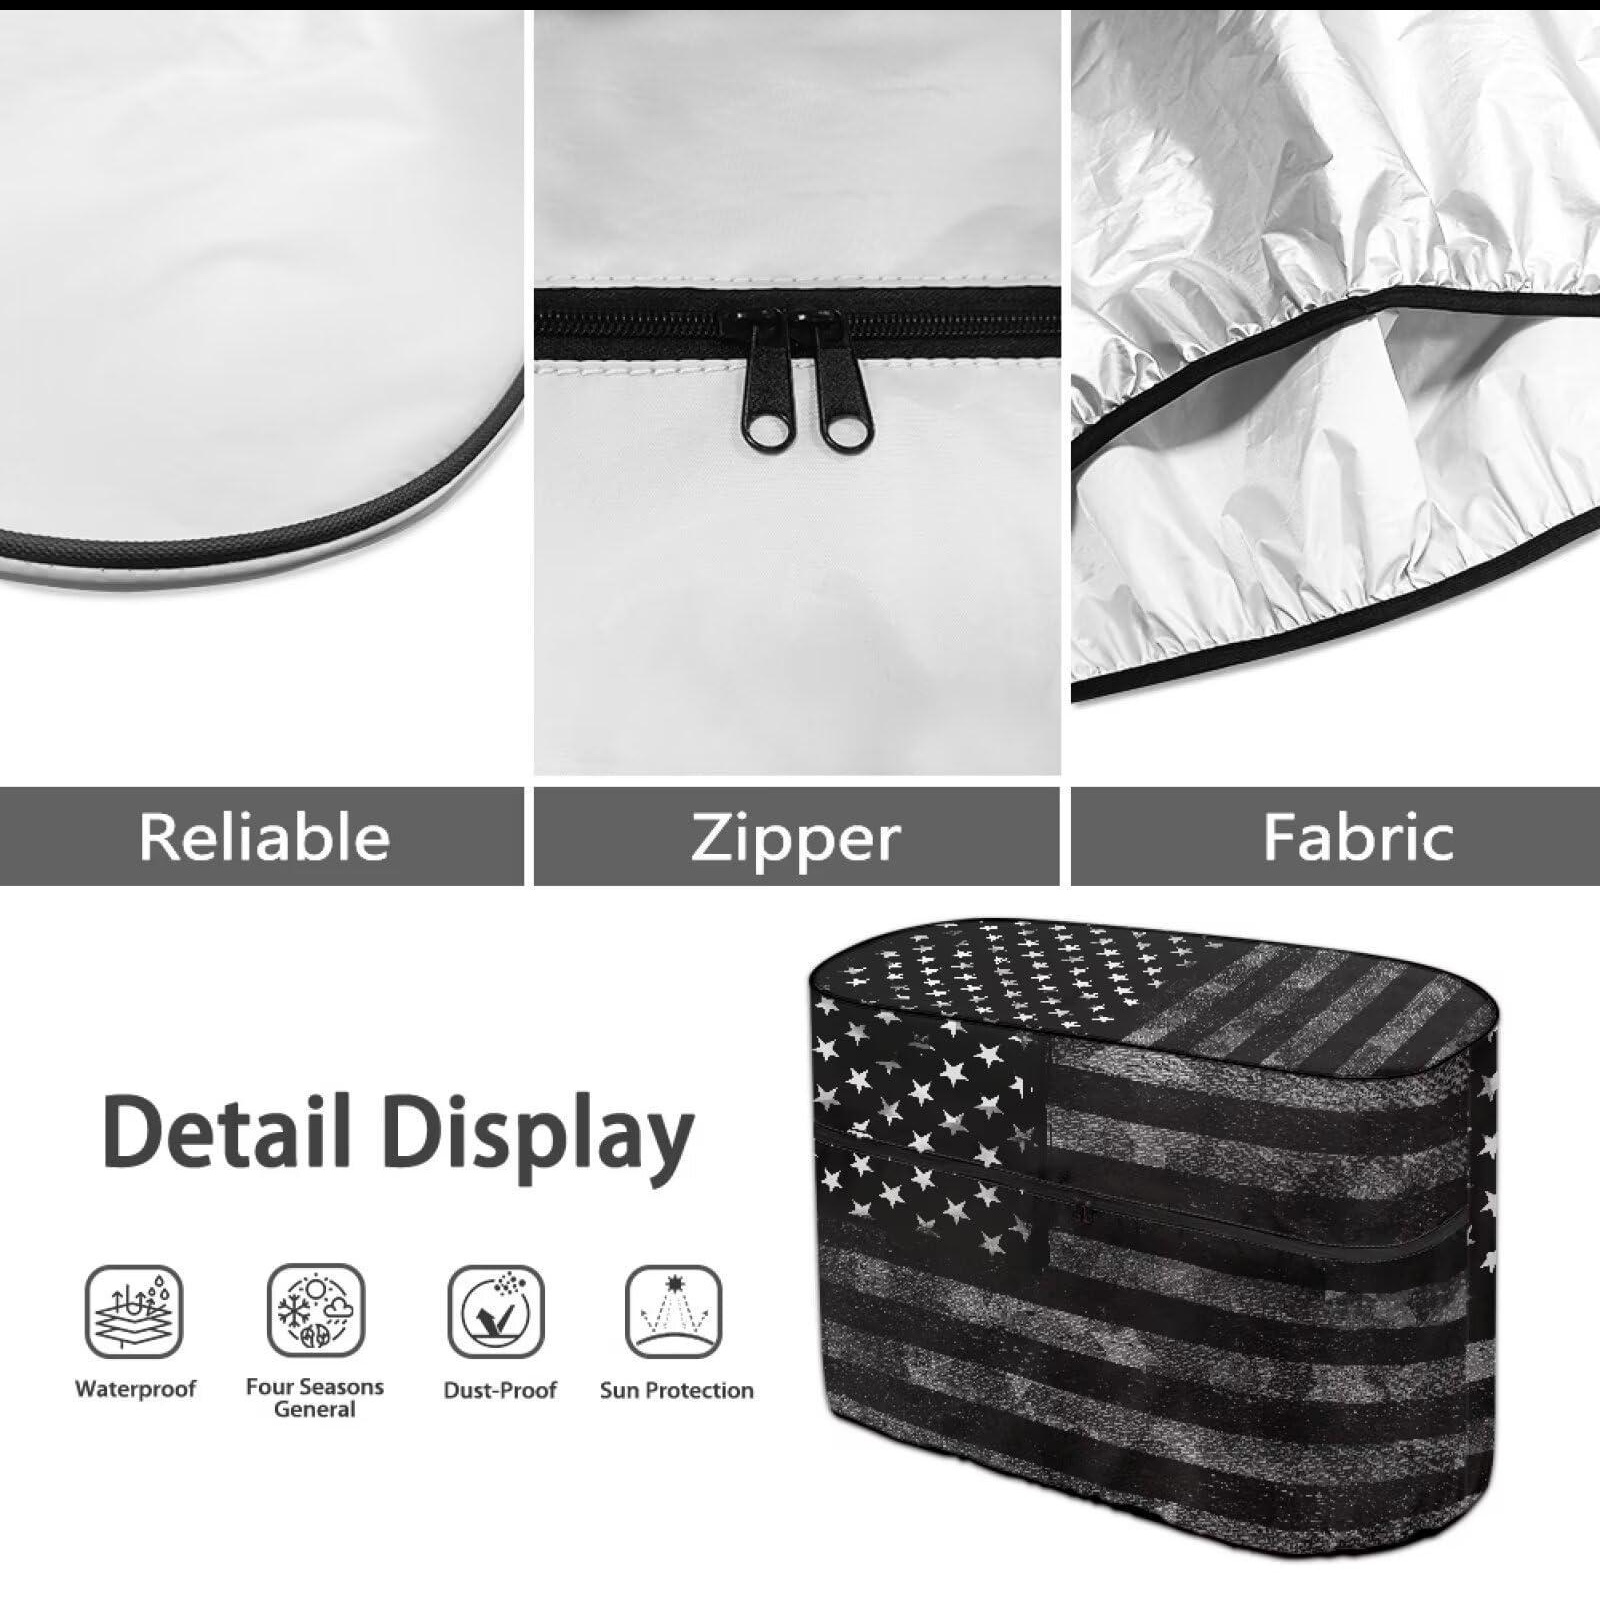 Reliable
Zipper
Fabric
Detail Display
Waterproof
Four Seasons
General
Dust-Proof
Sun Protection